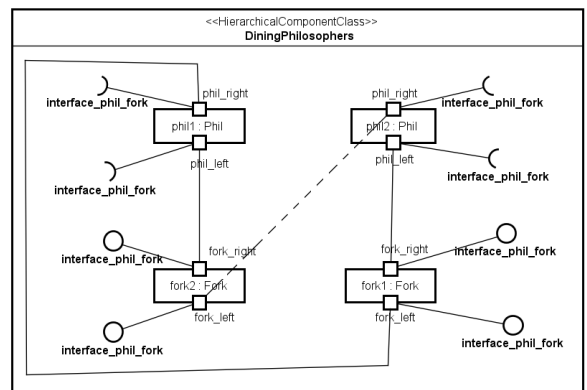 <<HierarchicalComponentClass>>
DiningPhilosophers
phil_right
phil_right
interface_phil_fork
interface_phil_fork
phil1 : Phil
phil2 : Phil
phil_left
phil_left
interface_phil_fork
interface_phil_fork
fork_right
fork_right
interface_phil_fork
interface_phil_fork
fork2 : Fork
fork1 : Fork
fork_left
fork_left
interface_phil_fork
interface_phil_fork